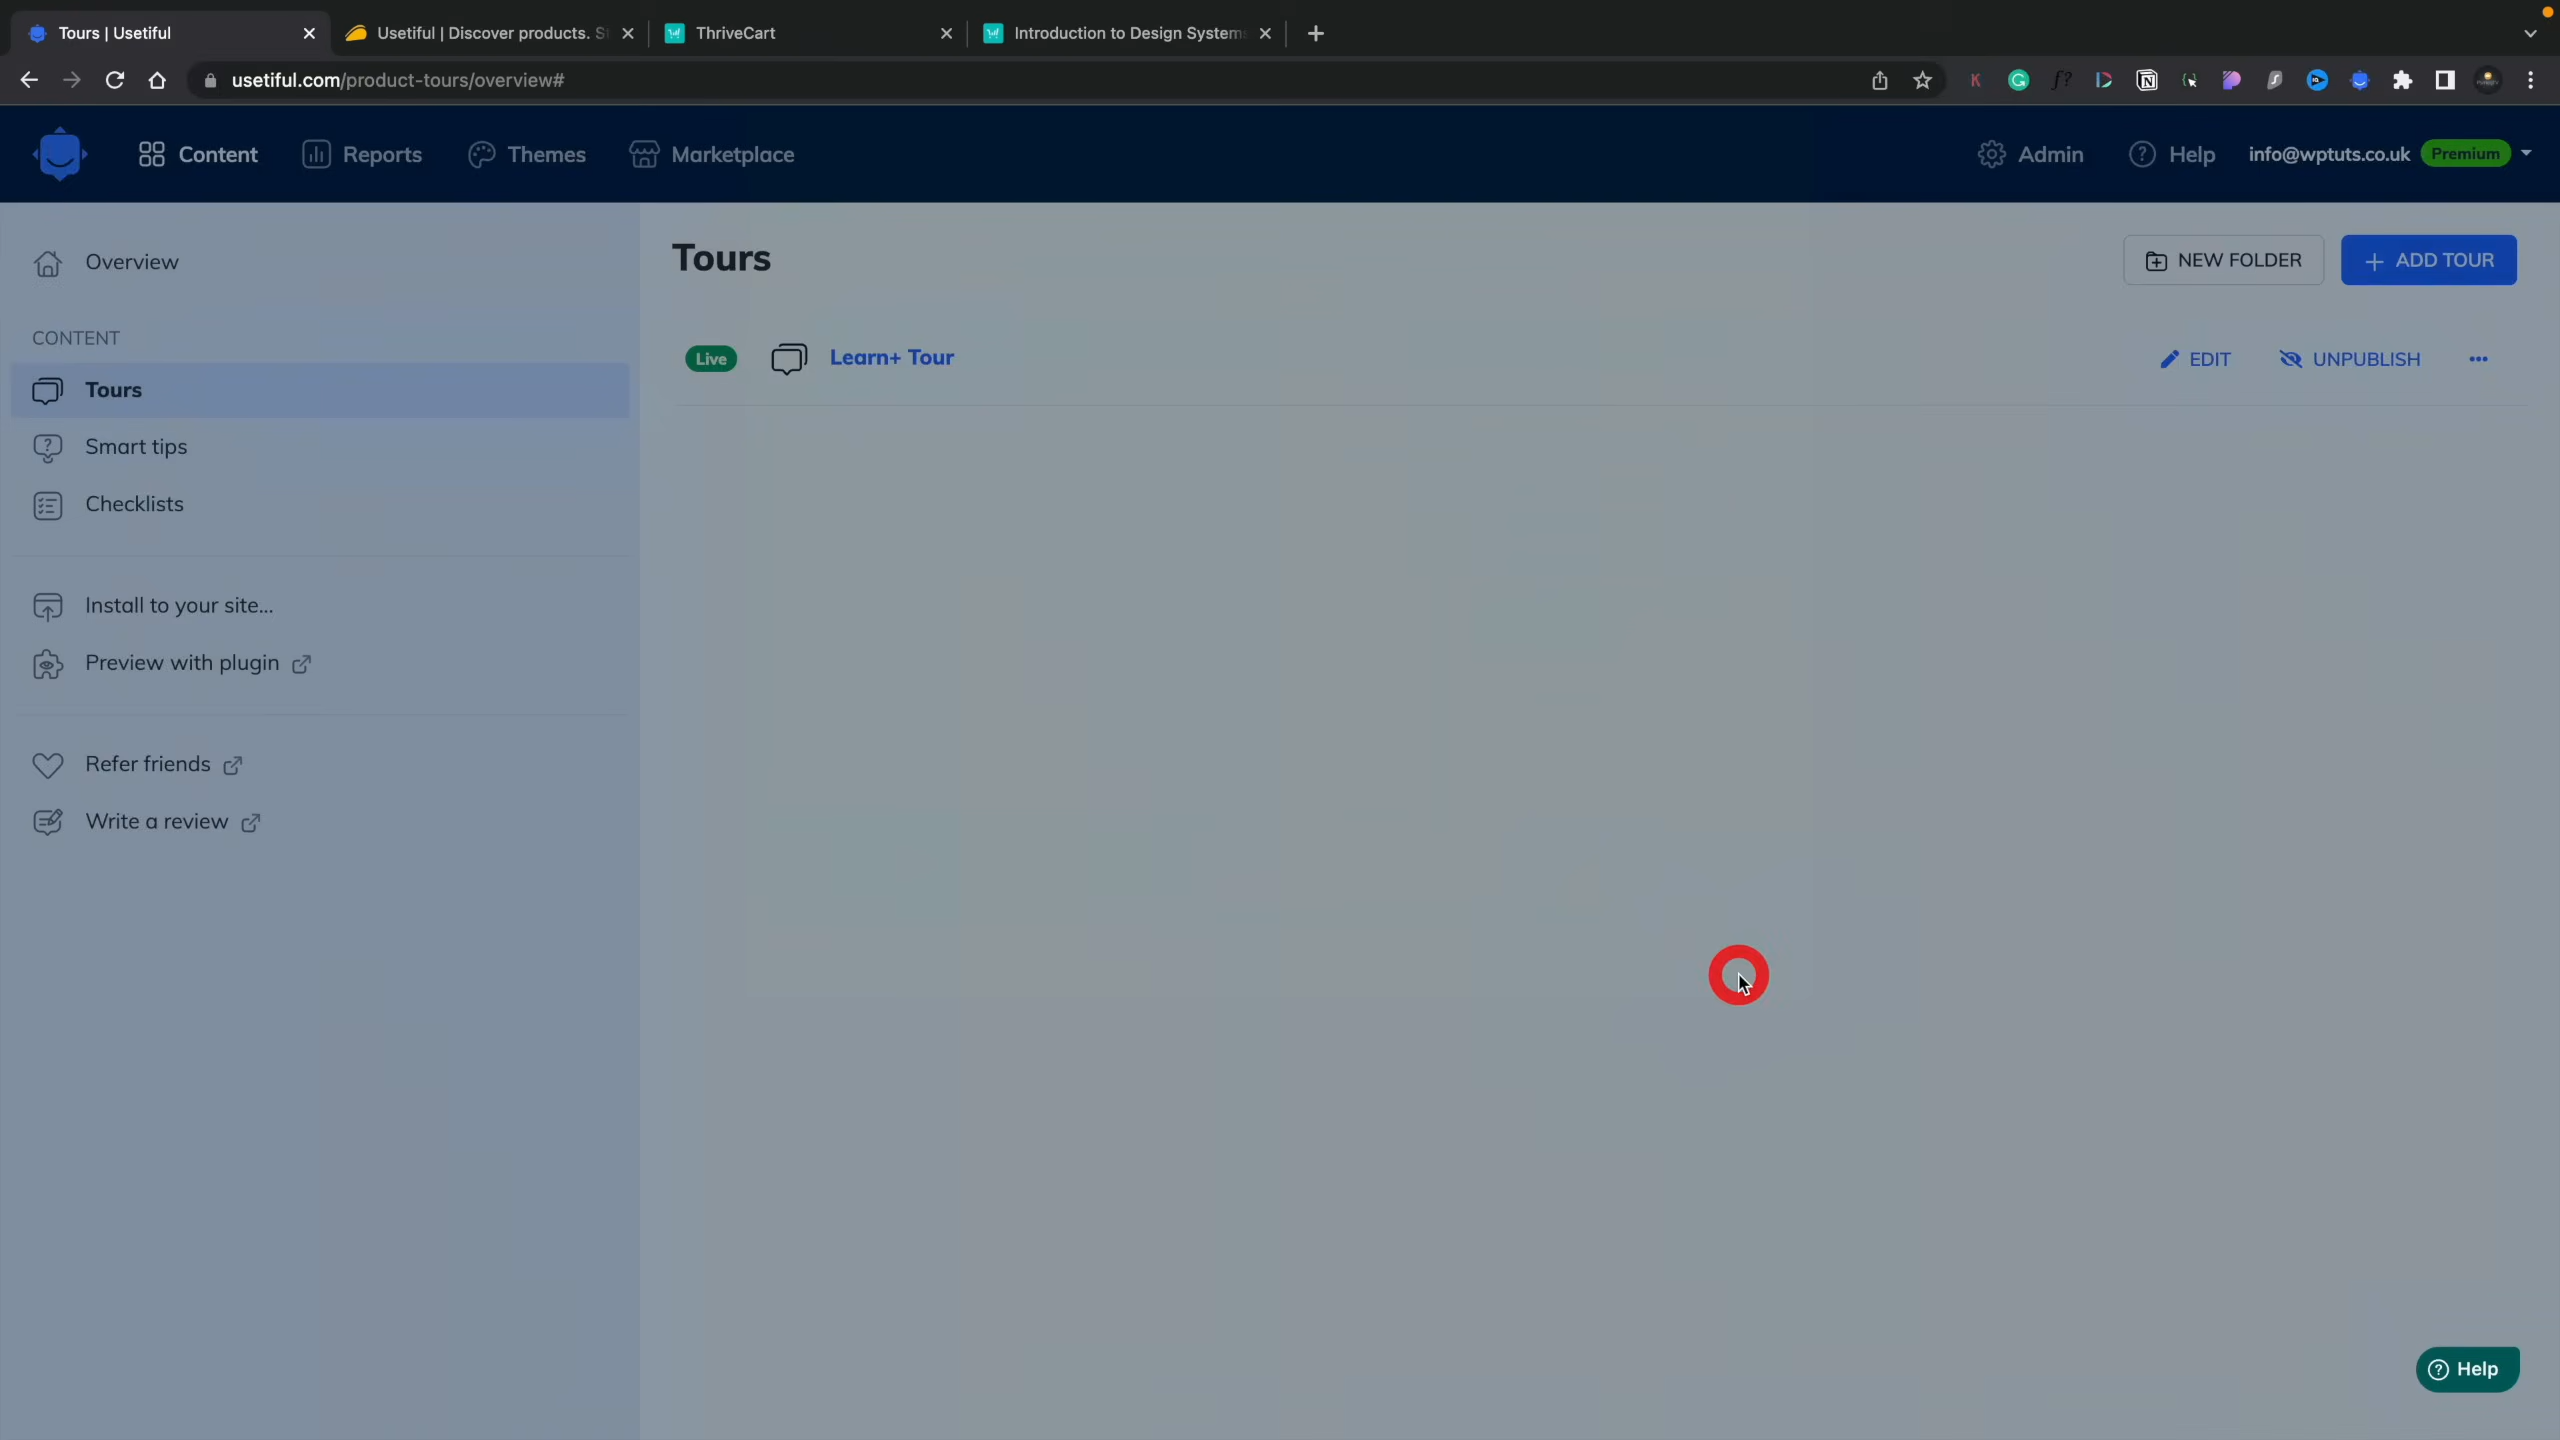 Tours | Usetiful
Usetiful | Discover products. S
ThriveCart
Introduction to Design System
usetiful.com/product-tours/overview#
Content
Reports
Themes
Marketplace
Admin
Help
info@wptuts.co.uk
Premium
Overview
CONTENT
Tours
Smart tips
Checklists
Install to your site...
Preview with plugin
Refer friends
Write a review
Tours
NEW FOLDER
ADD TOUR
Live
Learn+ Tour
EDIT
UNPUBLISH
Help